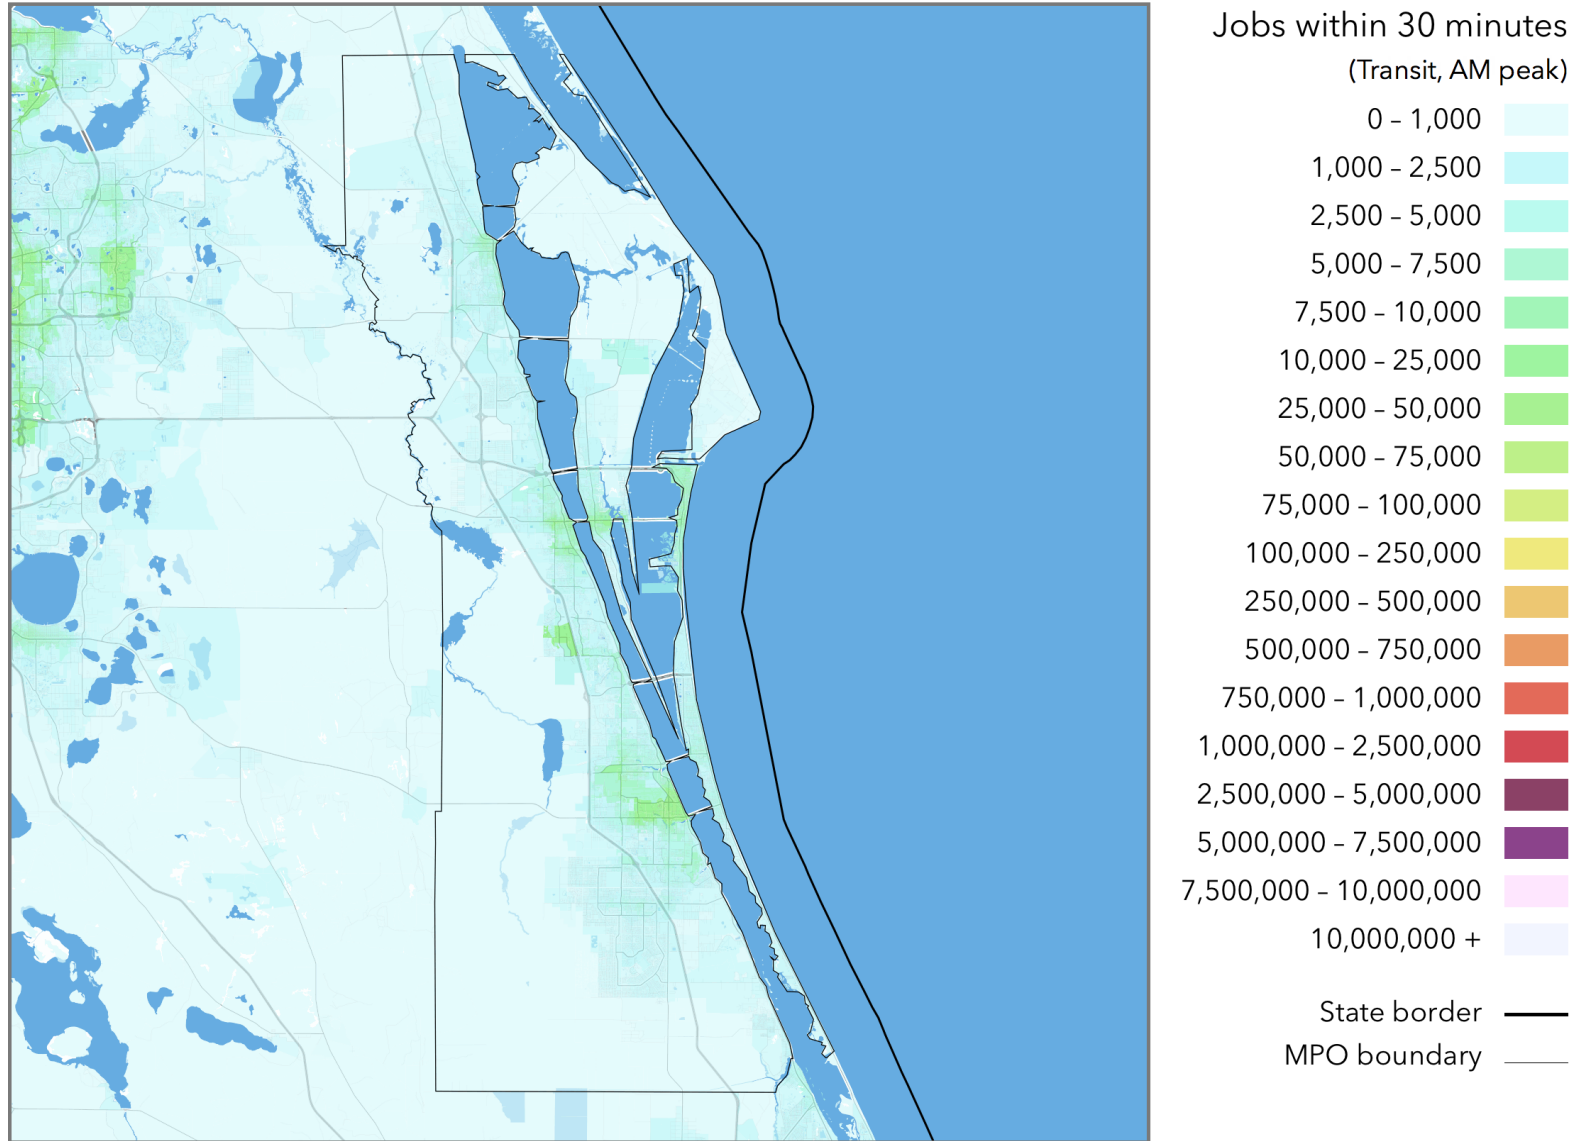 Jobs within 30 minutes
(Transit, AM peak)
0 – 1,000
1,000 – 2,500
2,500 – 5,000
5,000 – 7,500
7,500 – 10,000
10,000 – 25,000
25,000 – 50,000
50,000 – 75,000
75,000 – 100,000
100,000 – 250,000
250,000 – 500,000
500,000 – 750,000
750,000 – 1,000,000
1,000,000 – 2,500,000
2,500,000 – 5,000,000
5,000,000 – 7,500,000
7,500,000 – 10,000,000
10,000,000 +
State border
MPO boundary